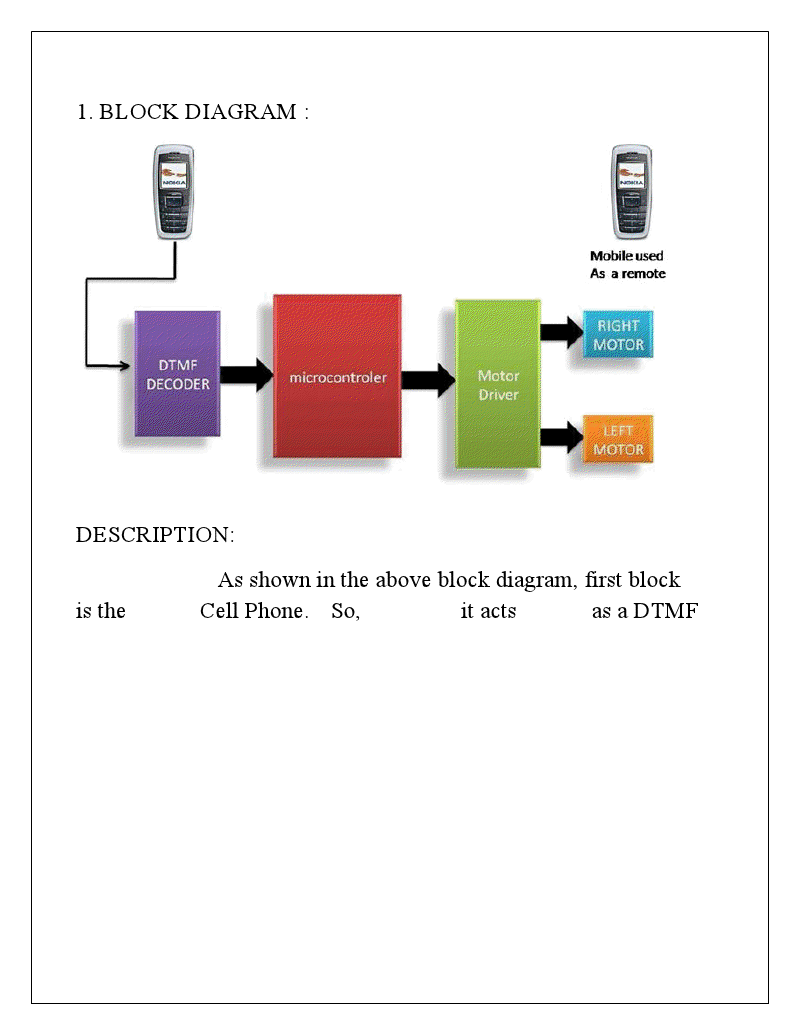 1. BLOCK DIAGRAM :
NOKIA
NOKIA
Mobile used
As a remote
DTMF
DECODER
microcontroler
Motor
Driver
RIGHT
MOTOR
LEFT
MOTOR
DESCRIPTION:
As shown in the above block diagram, first block
is the Cell Phone. So, it acts as a DTMF